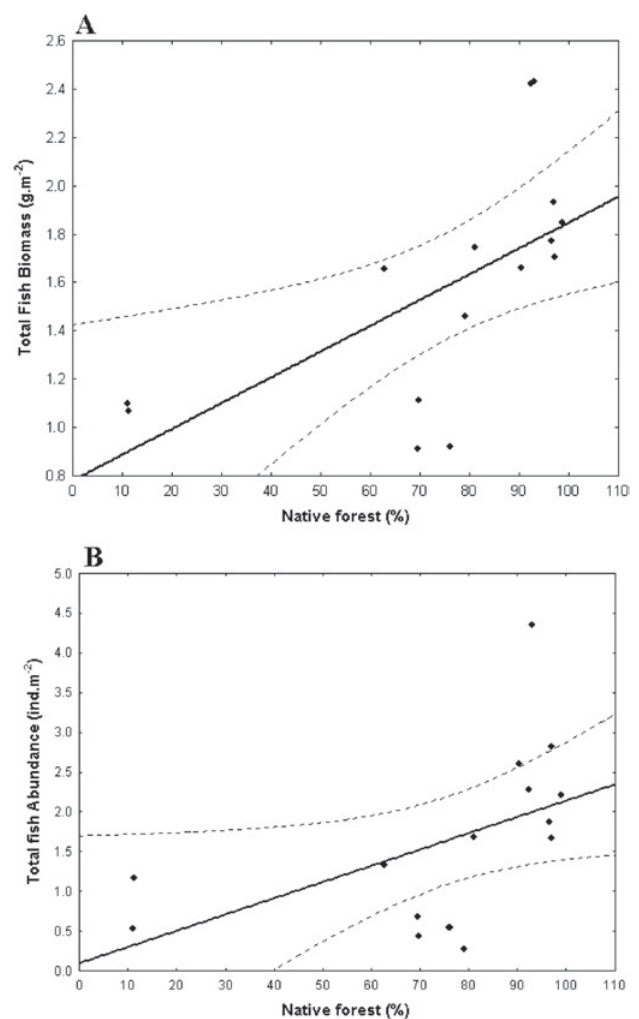 A
Total Fish Biomass (g.m-2)
2.6
2.4
2.2
2.0
1.8
1.6
1.4
1.2
1.0
0.8
0 10 20 30 40 50 60 70 80 90 100 110
Native forest (%)
B
Total fish Abundance (ind.m-2)
5.0
4.5
4.0
3.5
3.0
2.5
2.0
1.5
1.0
0.5
0.0
0 10 20 30 40 50 60 70 80 90 100 110
Native forest (%)